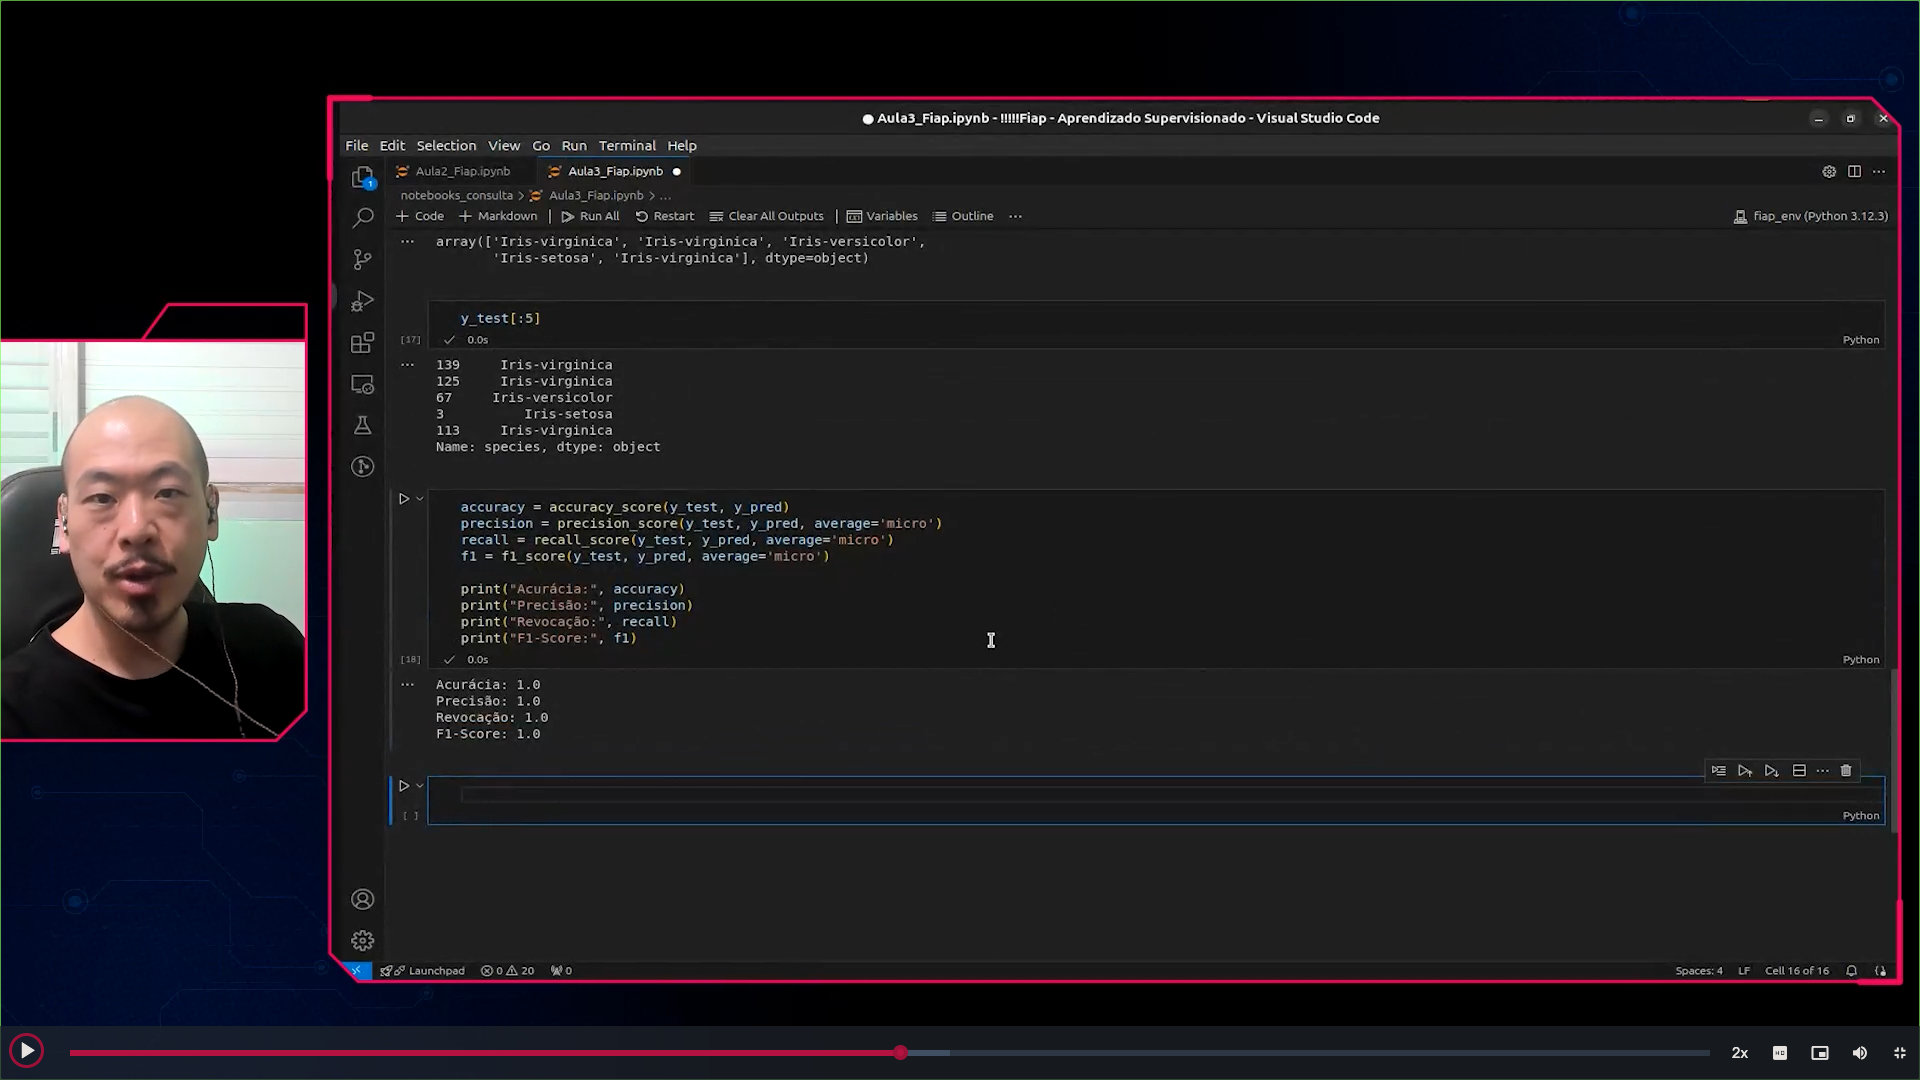 Aula3_Fiap.ipynb - !!!!!Fiap - Aprendizado Supervisionado - Visual Studio Code
File Edit Selection View Go Run Terminal Help
1
Aula2_Fiap.ipynb Aula3_Fiap.ipynb
notebooks_consulta > Aula3_Fiap.ipynb > ...
+ Code + Markdown | Run All Restart Clear All Outputs | Variables Outline ... fiap_env (Python 3.12.3)
... array(['Iris-virginica', 'Iris-virginica', 'Iris-versicolor',
'Iris-setosa', 'Iris-virginica'], dtype=object)
y_test[:5]
[17] 0.0s Python
... 139 Iris-virginica
125 Iris-virginica
67 Iris-versicolor
3 Iris-setosa
113 Iris-virginica
Name: species, dtype: object
accuracy = accuracy_score(y_test, y_pred)
precision = precision_score(y_test, y_pred, average='micro')
recall = recall_score(y_test, y_pred, average='micro')
f1 = f1_score(y_test, y_pred, average='micro')
print("Acurácia:", accuracy)
print("Precisão:", precision)
print("Revocação:", recall)
print("F1-Score:", f1)
[18] 0.0s Python
... Acurácia: 1.0
Precisão: 1.0
Revocação: 1.0
F1-Score: 1.0
[ ] Python
Launchpad 0 20 0 Spaces: 4 LF Cell 16 of 16
2x HD